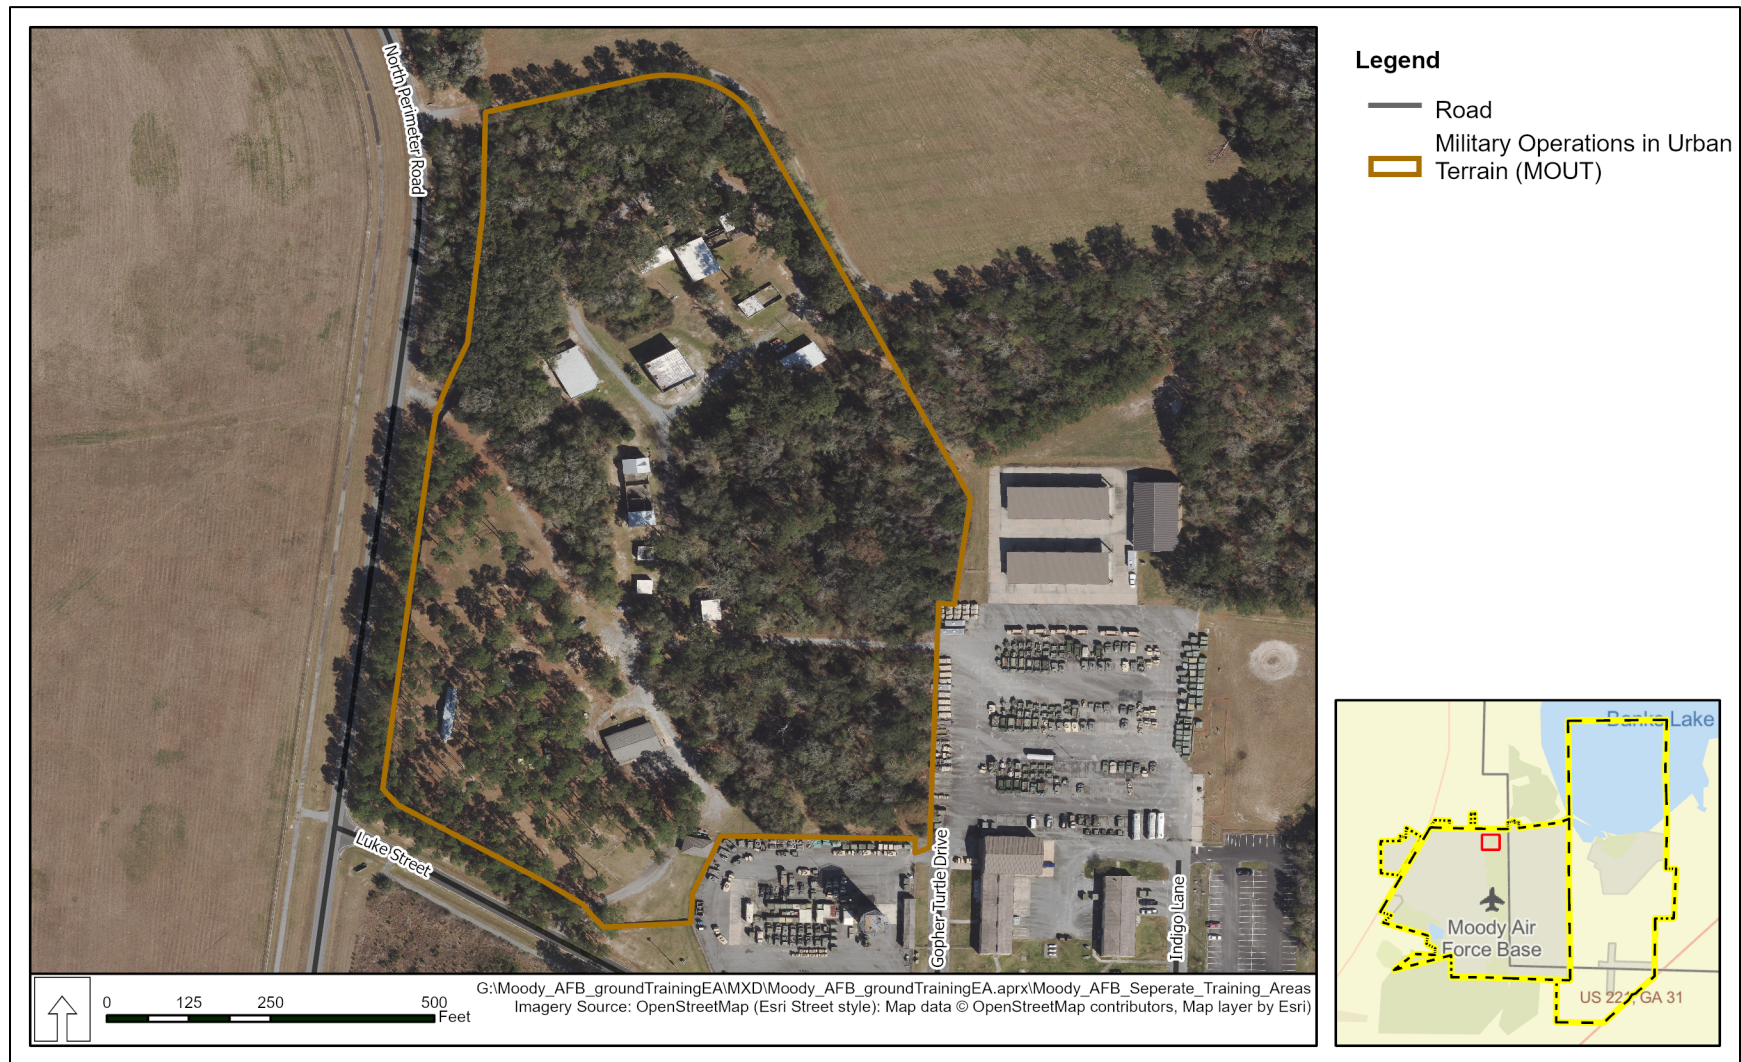 North Perimeter Road
Luke Street
Gopher Turtle Drive
Indigo Lane
Legend
Road
Military Operations in Urban
Terrain (MOUT)
Banks Lake
Moody Air
Force Base
US 221, GA 31
0 125 250 500
Feet
G:\Moody_AFB_groundTrainingEA\MXD\Moody_AFB_groundTrainingEA.aprx\Moody_AFB_Seperate_Training_Areas
Imagery Source: OpenStreetMap (Esri Street style): Map data © OpenStreetMap contributors, Map layer by Esri)